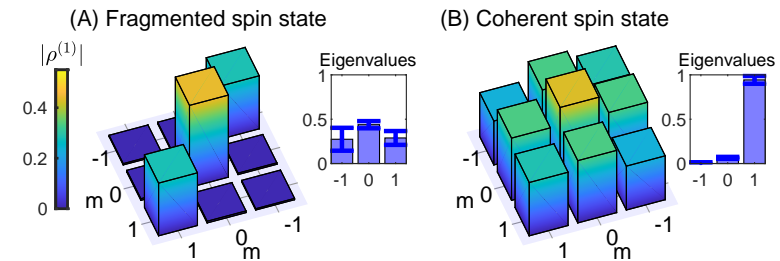 (A) Fragmented spin state
(B) Coherent spin state
|ρ^(1)|
0.4
0.2
0
-1
0
1
m
1
0
-1
m
Eigenvalues
1
0.5
0
-1 0 1
-1
0
1
m
1
0
-1
m
Eigenvalues
1
0.5
0
-1 0 1